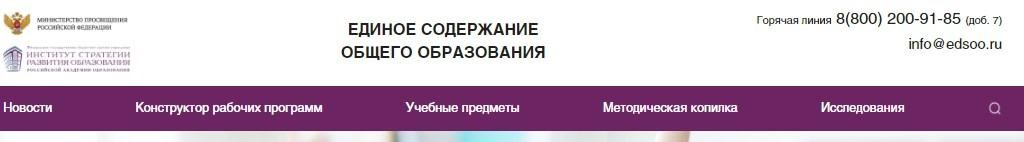 МИНИСТЕРСТВО ПРОСВЕЩЕНИЯ
РОССИЙСКОЙ ФЕДЕРАЦИИ
ИНСТИТУТ СТРАТЕГИИ
РАЗВИТИЯ ОБРАЗОВАНИЯ
РОССИЙСКОЙ АКАДЕМИИ ОБРАЗОВАНИЯ
ЕДИНОЕ СОДЕРЖАНИЕ
ОБЩЕГО ОБРАЗОВАНИЯ
Горячая линия 8(800) 200-91-85 (доб. 7)
info@edsoo.ru
Новости Конструктор рабочих программ Учебные предметы Методическая копилка Исследования